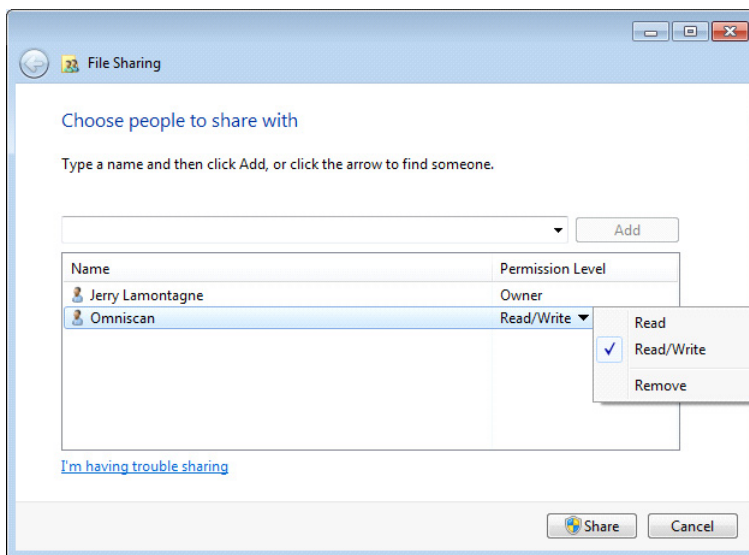 File Sharing
Choose people to share with
Type a name and then click Add, or click the arrow to find someone.
Add
Name Permission Level
Jerry Lamontagne Owner
Omniscan Read/Write
Read
Read/Write
Remove
I'm having trouble sharing
Share Cancel